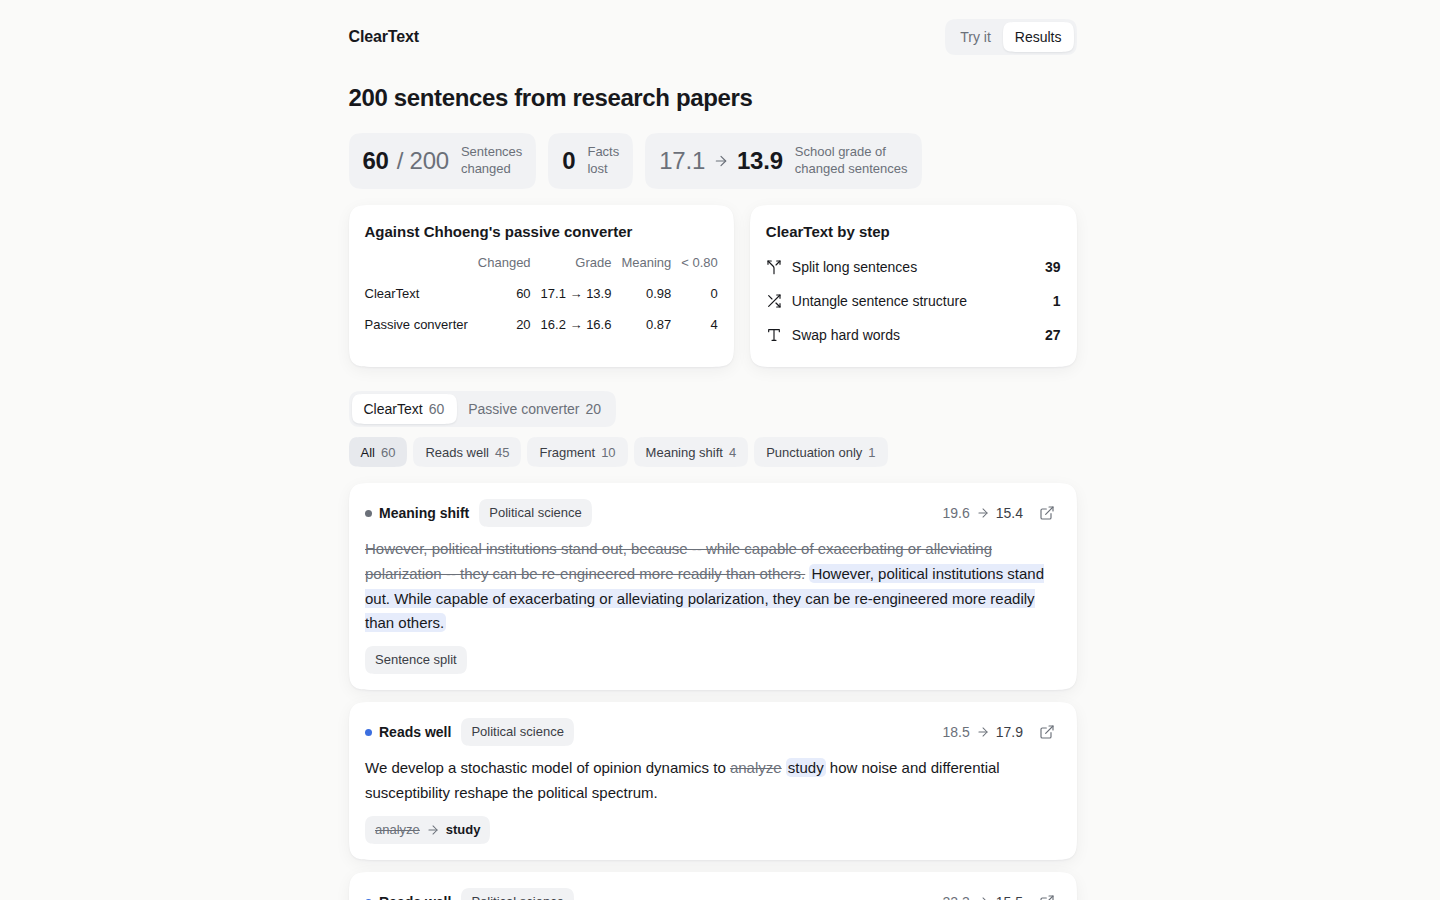 ClearText
Try it
Results
200 sentences from research papers
60 / 200 Sentences changed
0 Facts lost
17.1 → 13.9 School grade of changed sentences
Against Chhoeng's passive converter
Changed Grade Meaning < 0.80
ClearText 60 17.1 → 13.9 0.98 0
Passive converter 20 16.2 → 16.6 0.87 4
ClearText by step
Split long sentences 39
Untangle sentence structure 1
Swap hard words 27
ClearText 60 Passive converter 20
All 60 Reads well 45 Fragment 10 Meaning shift 4 Punctuation only 1
Meaning shift Political science 19.6 → 15.4
However, political institutions stand out, because -- while capable of exacerbating or alleviating
polarization -- they can be re-engineered more readily than others. However, political institutions stand
out. While capable of exacerbating or alleviating polarization, they can be re-engineered more readily
than others.
Sentence split
Reads well Political science 18.5 → 17.9
We develop a stochastic model of opinion dynamics to analyze study how noise and differential
susceptibility reshape the political spectrum.
analyze → study
Reads well Political science